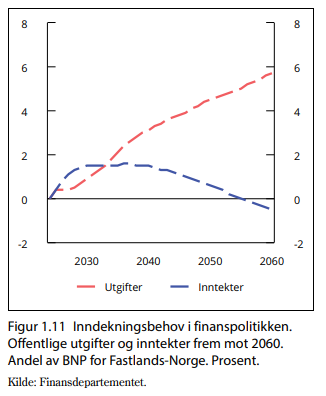 8 8
6 6
4 4
2 2
0 0
-2 -2
2030 2040 2050 2060
Utgifter Inntekter
Figur 1.11 Inndekningsbehov i finanspolitikken.
Offentlige utgifter og inntekter frem mot 2060.
Andel av BNP for Fastlands-Norge. Prosent.
Kilde: Finansdepartementet.